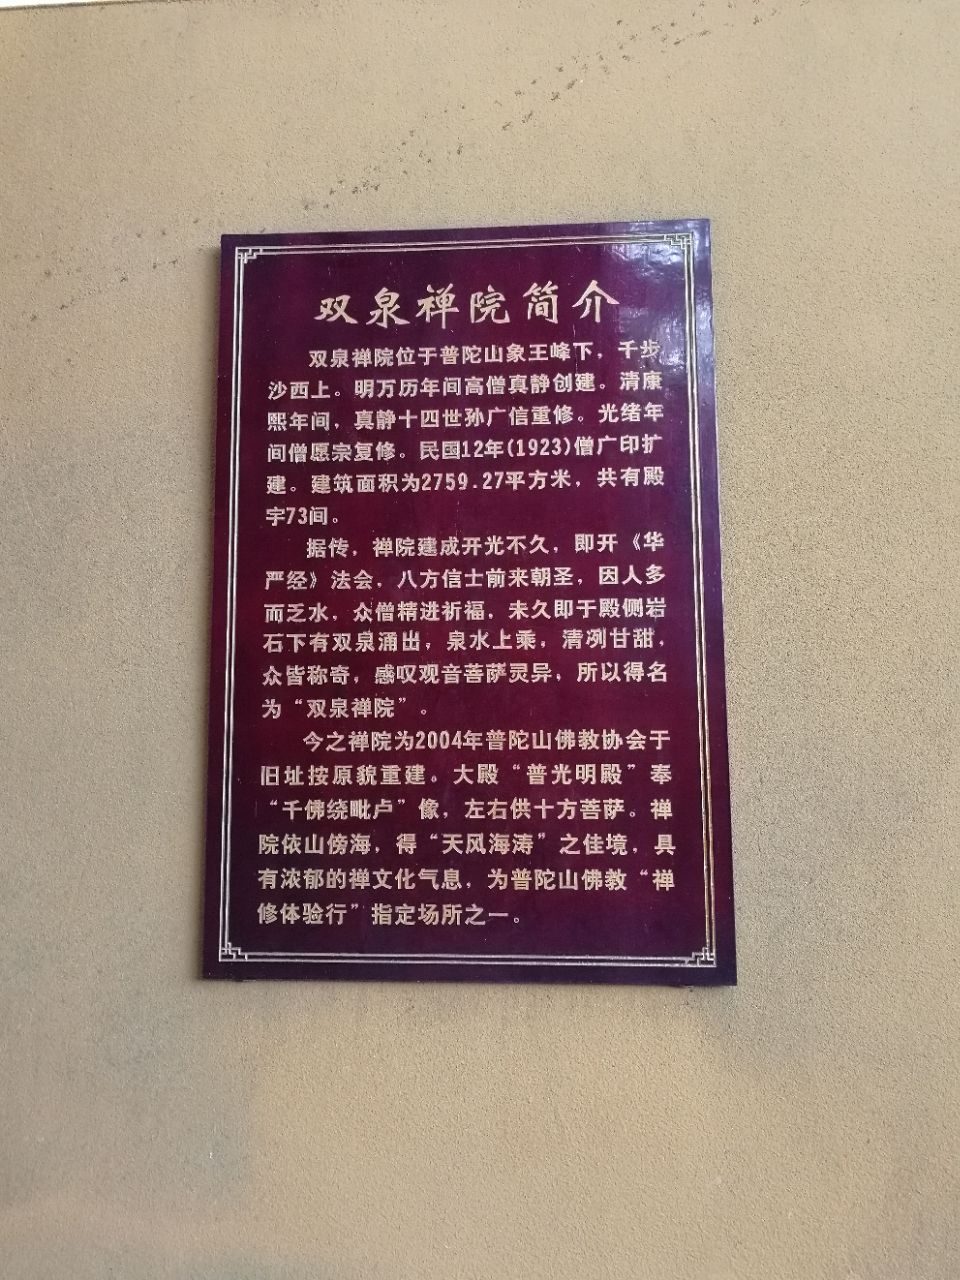 双泉禅院简介
双泉禅院位于普陀山象王峰下，千步
沙西上。明万历年间高僧真静创建。清康
熙年间，真静十四世孙广信重修。光绪年
间僧愿宗复修。民国12年(1923)僧广印扩
建。建筑面积为2759.27平方米，共有殿
宇73间。
据传，禅院建成开光不久，即开《华
严经》法会，八方信士前来朝圣，因人多
而乏水，众僧精进祈福，未久即于殿侧岩
石下有双泉涌出，泉水上乘，清冽甘甜，
众皆称奇，感叹观音菩萨灵异，所以得名
为“双泉禅院”。
今之禅院为2004年普陀山佛教协会于
旧址按原貌重建。大殿“普光明殿”奉
“千佛绕毗卢”像，左右供十方菩萨。禅
院依山傍海，得“天风海涛”之佳境，具
有浓郁的禅文化气息，为普陀山佛教“禅
修体验行”指定场所之一。